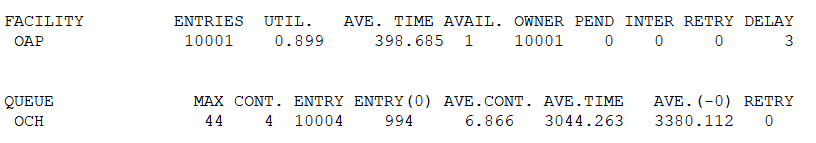 FACILITY ENTRIES UTIL. AVE. TIME AVAIL. OWNER PEND INTER RETRY DELAY
OAP 10001 0.899 398.685 1 10001 0 0 0 3
QUEUE MAX CONT. ENTRY ENTRY(0) AVE.CONT. AVE.TIME AVE.(-0) RETRY
OCH 44 4 10004 994 6.866 3044.263 3380.112 0